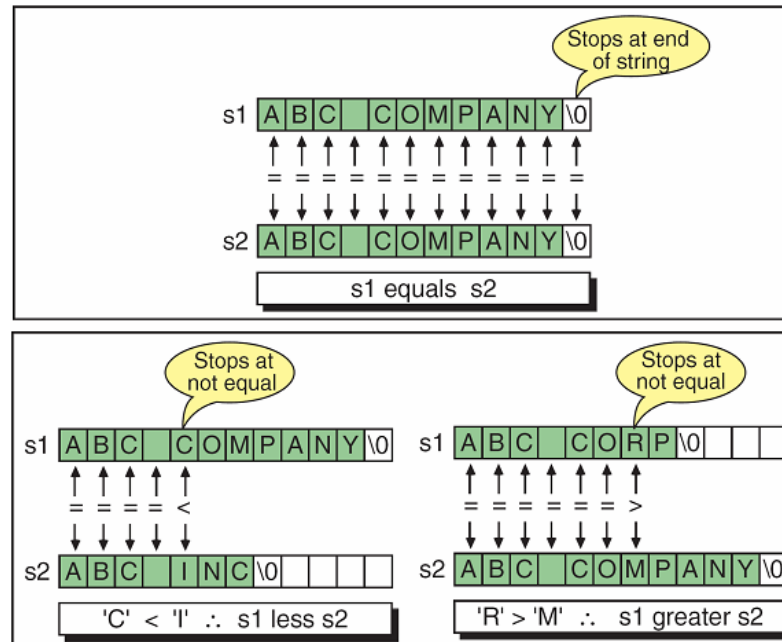 Stops at end
of string
s1 A B C   C O M P A N Y \0
= = = = = = = = = = = =
s2 A B C   C O M P A N Y \0
s1 equals s2
Stops at
not equal
s1 A B C   C O M P A N Y \0
= = = = <
s2 A B C   I N C \0
'C' < 'I' ∴ s1 less s2
Stops at
not equal
s1 A B C   C O R P \0
= = = = = = >
s2 A B C   C O M P A N Y \0
'R' > 'M' ∴ s1 greater s2